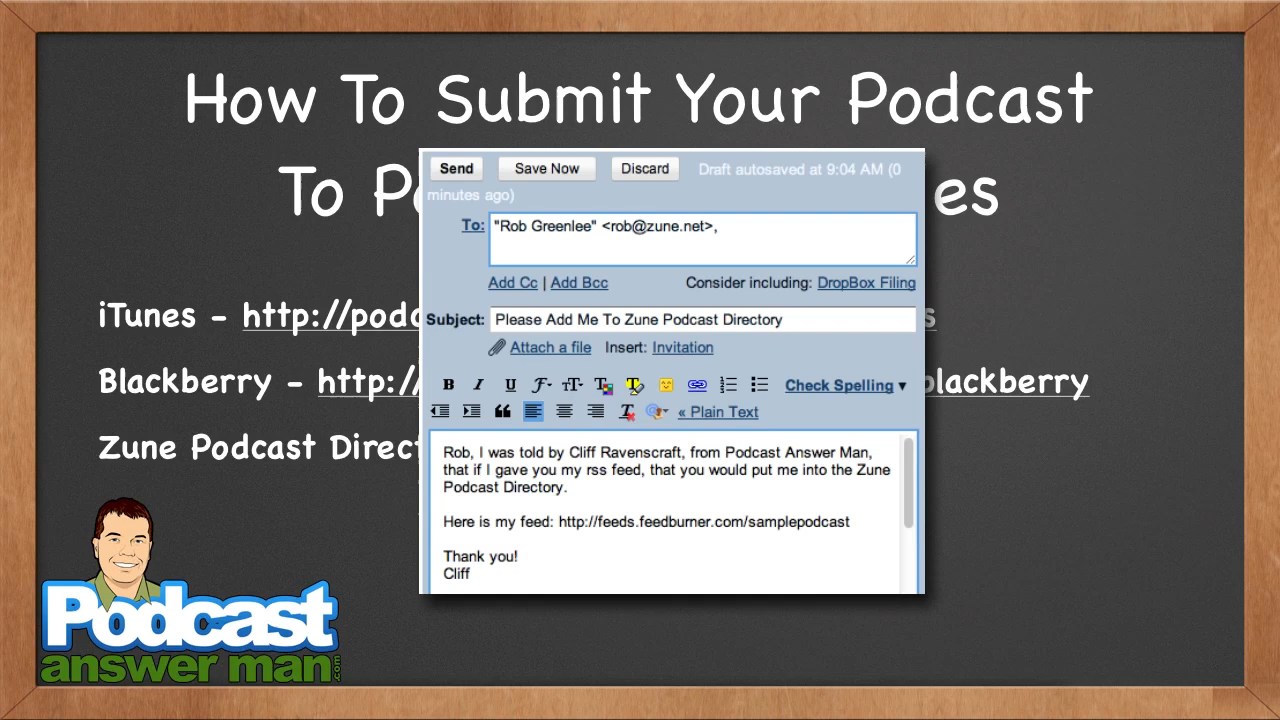 How To Submit Your Podcast
To es
Send Save Now Discard Draft autosaved at 9:04 AM (0
minutes ago)
To: "Rob Greenlee" <rob@zune.net>,
Add Cc | Add Bcc Consider including: DropBox Filing
iTunes - http://podc s
Subject: Please Add Me To Zune Podcast Directory
Attach a file Insert: Invitation
Blackberry - http:// blackberry
B I U Check Spelling ▾
« Plain Text
Zune Podcast Direct
Rob, I was told by Cliff Ravenscraft, from Podcast Answer Man,
that if I gave you my rss feed, that you would put me into the Zune
Podcast Directory.
Here is my feed: http://feeds.feedburner.com/samplepodcast
Thank you!
Cliff
Podcast
answer man.com